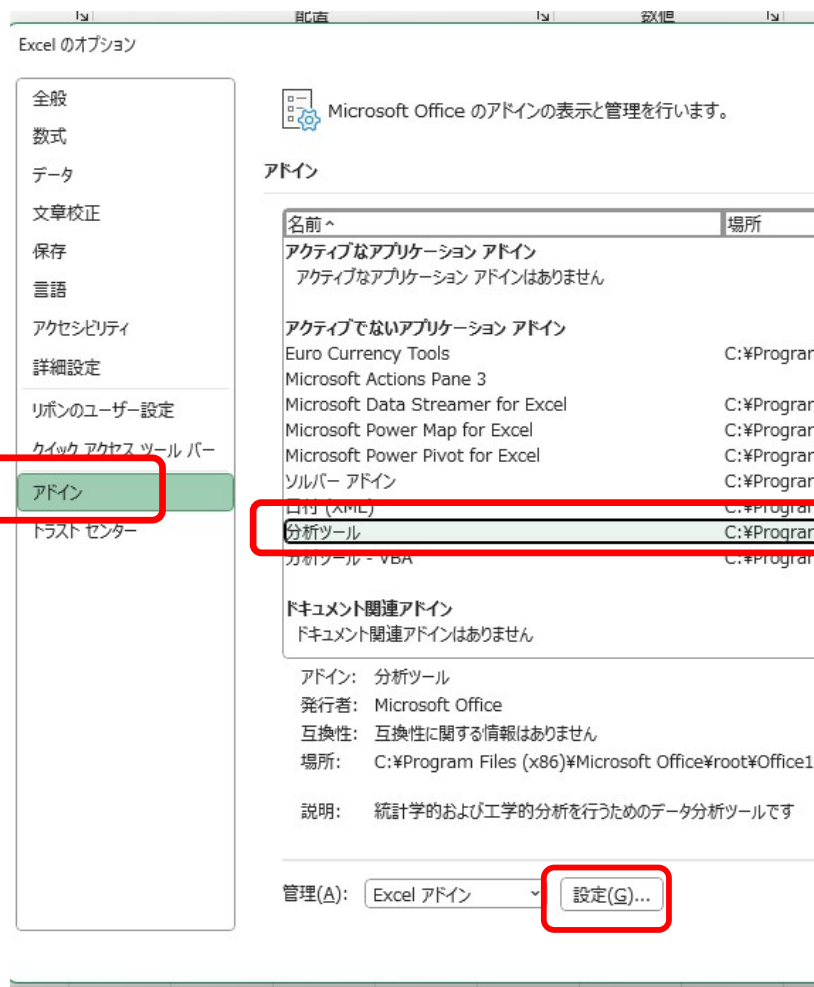 配置 数値
Excel のオプション
全般
数式
データ
文章校正
保存
言語
アクセシビリティ
詳細設定
リボンのユーザー設定
クイック アクセス ツール バー
アドイン
トラスト センター
Microsoft Office のアドインの表示と管理を行います。
アドイン
名前 場所
アクティブなアプリケーション アドイン
アクティブなアプリケーション アドインはありません
アクティブでないアプリケーション アドイン
Euro Currency Tools C:¥Program
Microsoft Actions Pane 3
Microsoft Data Streamer for Excel C:¥Program
Microsoft Power Map for Excel C:¥Program
Microsoft Power Pivot for Excel C:¥Program
ソルバー アドイン C:¥Program
日付 (XML) C:¥Program
分析ツール C:¥Program
分析ツール - VBA C:¥Program
ドキュメント関連アドイン
ドキュメント関連アドインはありません
アドイン: 分析ツール
発行者: Microsoft Office
互換性: 互換性に関する情報はありません
場所: C:¥Program Files (x86)¥Microsoft Office¥root¥Office1
説明: 統計学的および工学的分析を行うためのデータ分析ツールです
管理(A): Excel アドイン 設定(G)...